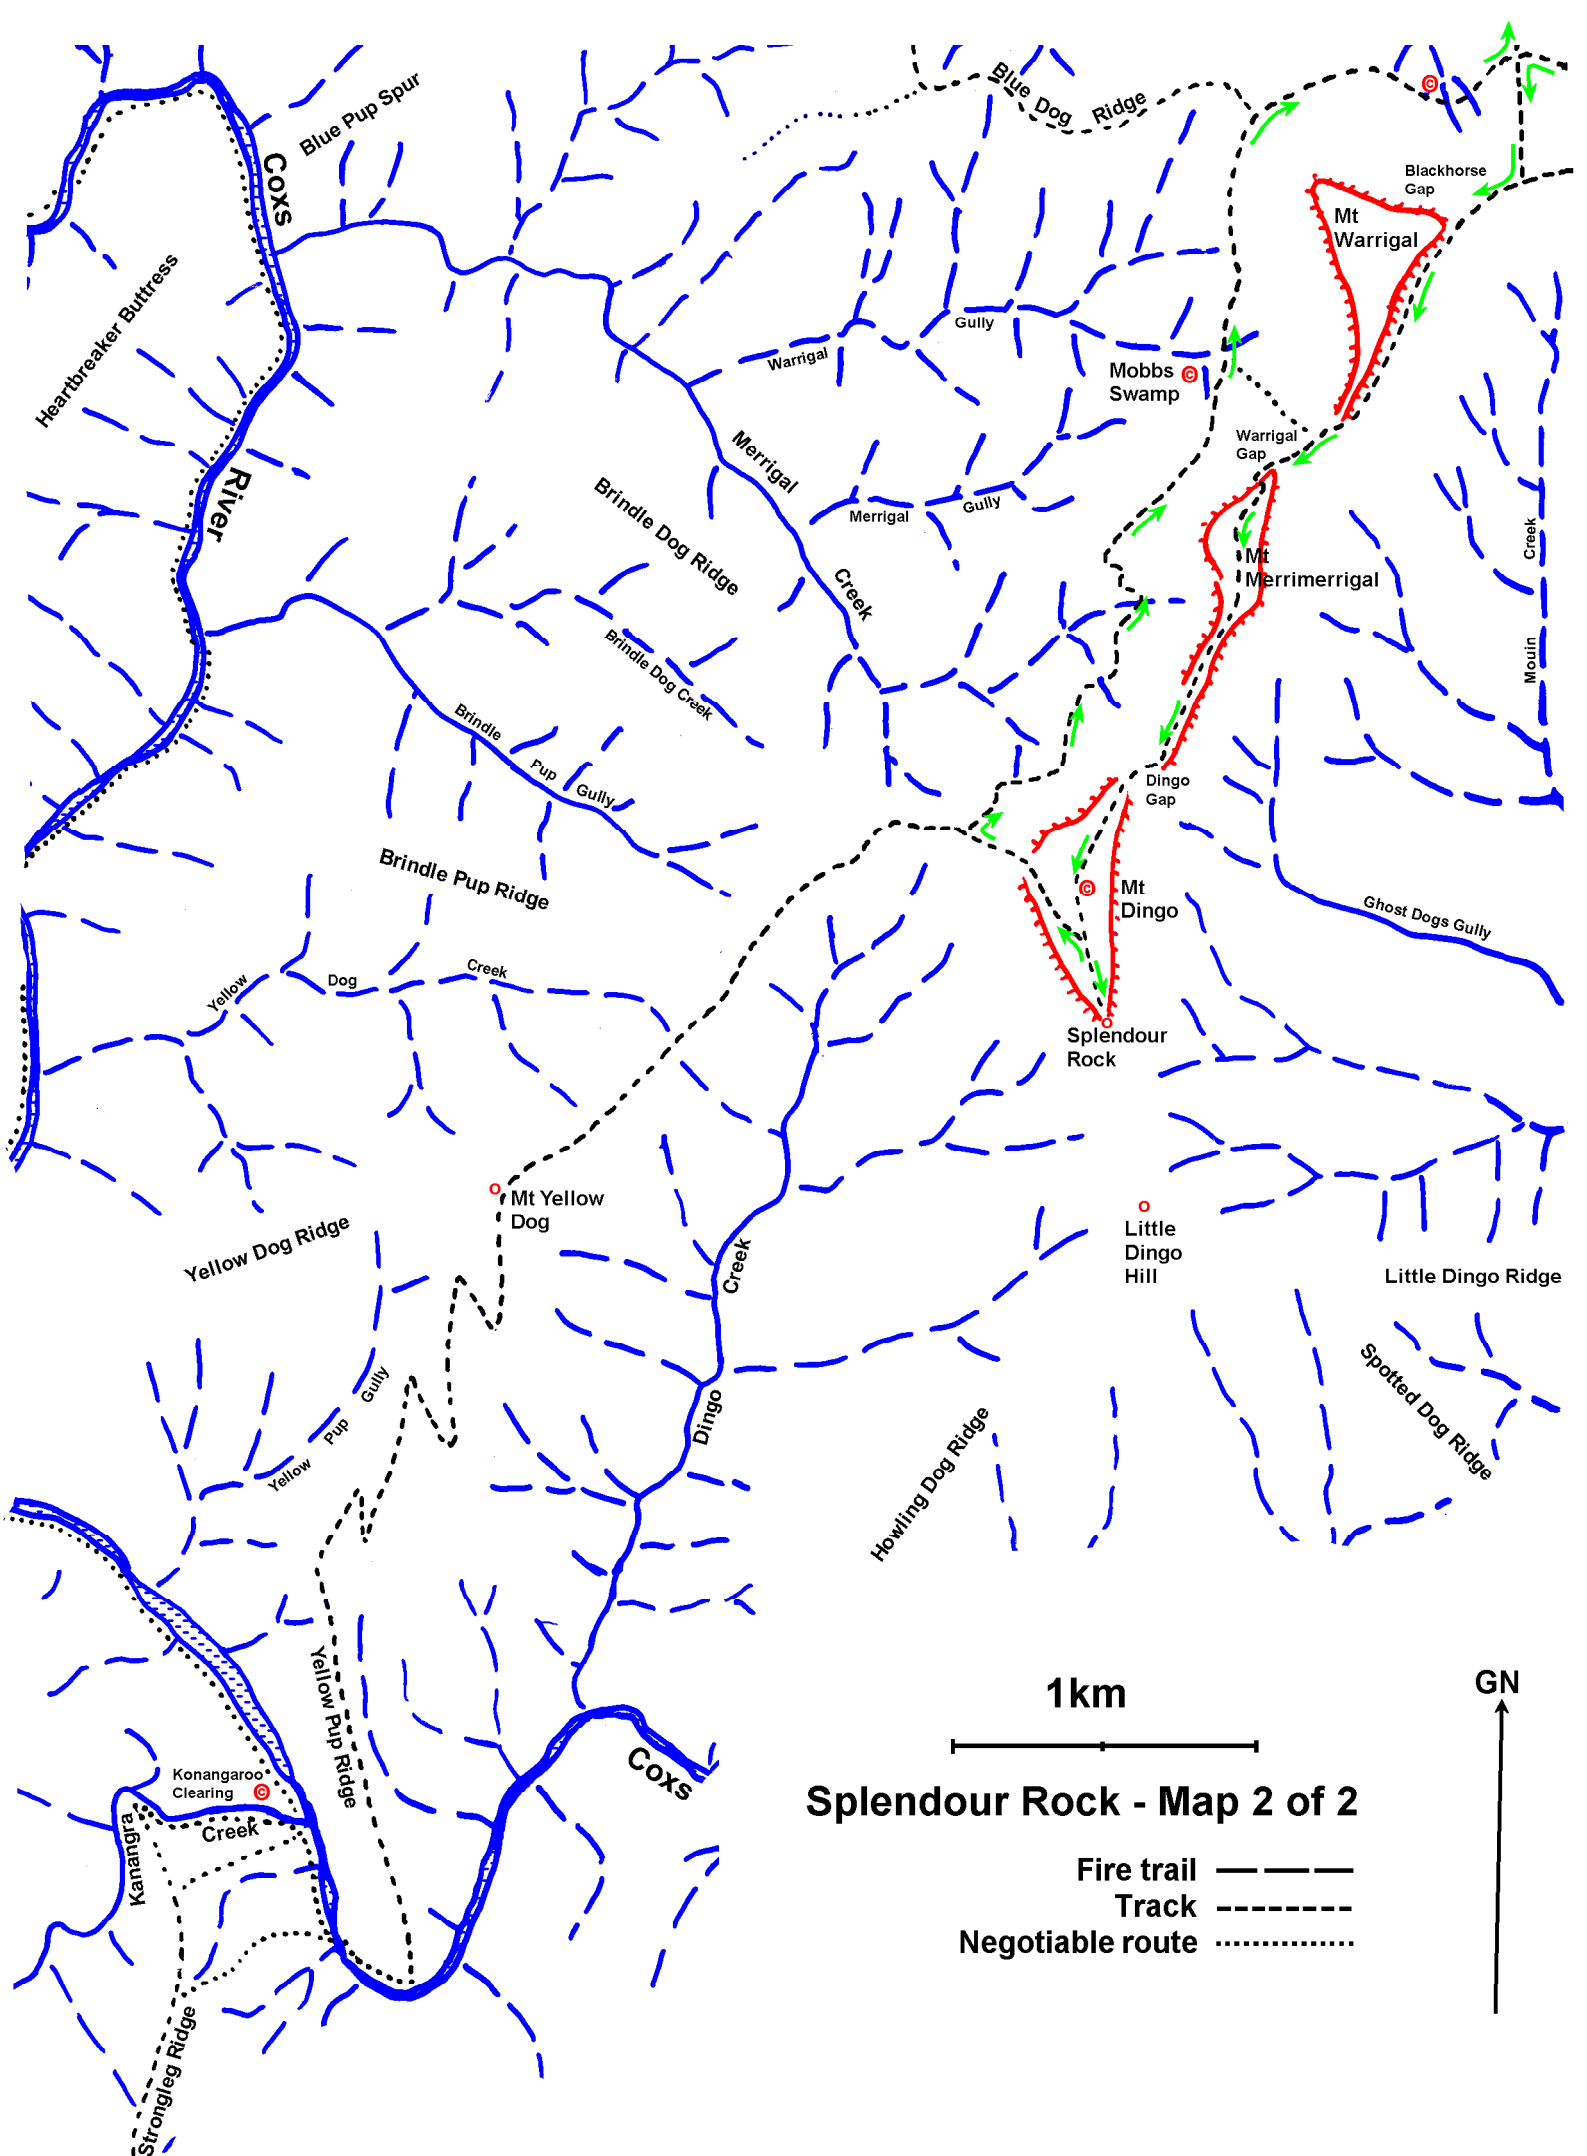 Blue Dog Ridge
Blue Pup Spur
Coxs
Blackhorse
Gap
Mt
Warrigal
Heartbreaker Buttress
Gully
Warrigal
Mobbs
Swamp
©
©
Warrigal
Gap
Merrigal
River
Brindle Dog Ridge
Merrigal
Gully
Creek
Mt
Merrimerrigal
Creek
Mouin
Brindle Dog Creek
Brindle
Pup
Gully
Dingo
Gap
Brindle Pup Ridge
©
Mt
Dingo
Ghost Dogs Gully
Yellow
Dog
Creek
Splendour
Rock
Mt Yellow
Dog
Little
Dingo
Hill
Yellow Dog Ridge
Creek
Little Dingo Ridge
Spotted Dog Ridge
Gully
Pup
Yellow
Dingo
Howling Dog Ridge
Yellow Pup Ridge
1km
GN
Konangaroo
Clearing ©
Coxs
Creek
Kanangra
Splendour Rock - Map 2 of 2
Fire trail
Track
Negotiable route
Strongleg Ridge